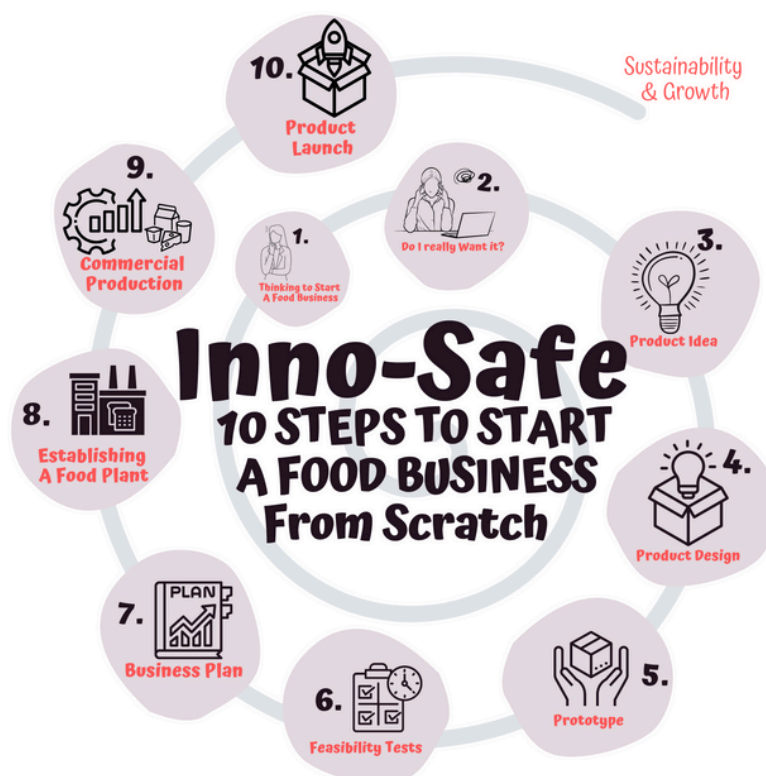 Inno-Safe
10 STEPS TO START
A FOOD BUSINESS
From Scratch
1.
Thinking to Start
A Food Business
2.
Do I really Want it?
3.
Product Idea
4.
Product Design
5.
Prototype
6.
Feasibility Tests
7.
PLAN
Business Plan
8.
Establishing
A Food Plant
9.
Commercial
Production
10.
Product
Launch
Sustainability
& Growth